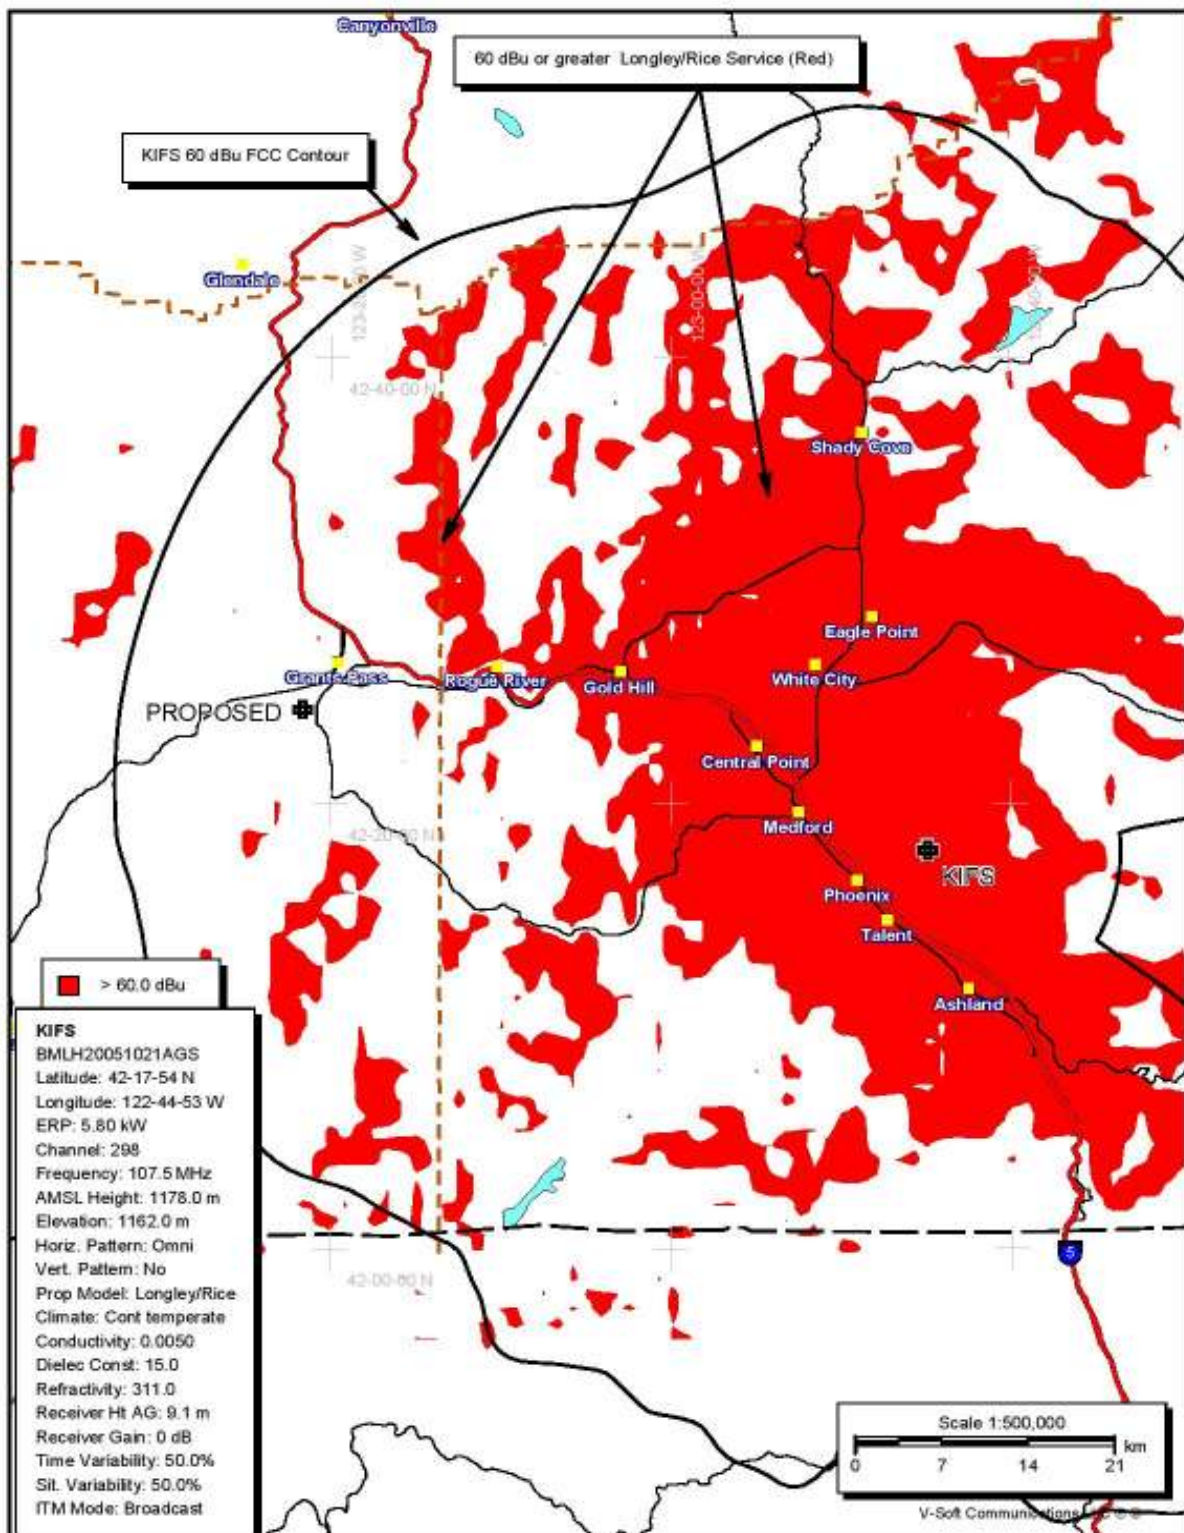 Canyonville
60 dBu or greater Longley/Rice Service (Red)
KIFS 60 dBu FCC Contour
Glendale
123-00-00 W
42-40-00 N
Shady Cove
Eagle Point
Grants Pass
Rogue River
Gold Hill
White City
PROPOSED
Central Point
Medford
KIFS
Phoenix
Talent
Ashland
> 60.0 dBu
KIFS
BMLH20051021AGS
Latitude: 42-17-54 N
Longitude: 122-44-53 W
ERP: 5.80 kW
Channel: 298
Frequency: 107.5 MHz
AMSL Height: 1178.0 m
Elevation: 1162.0 m
Horiz. Pattern: Omni
Vert. Pattern: No
Prop Model: Longley/Rice
Climate: Cont temperate
Conductivity: 0.0050
Dielec Const: 15.0
Refractivity: 311.0
Receiver Ht AG: 9.1 m
Receiver Gain: 0 dB
Time Variability: 50.0%
Sit. Variability: 50.0%
ITM Mode: Broadcast
42-00-00 N
5
Scale 1:500,000
km
0 7 14 21
V-Soft Communications